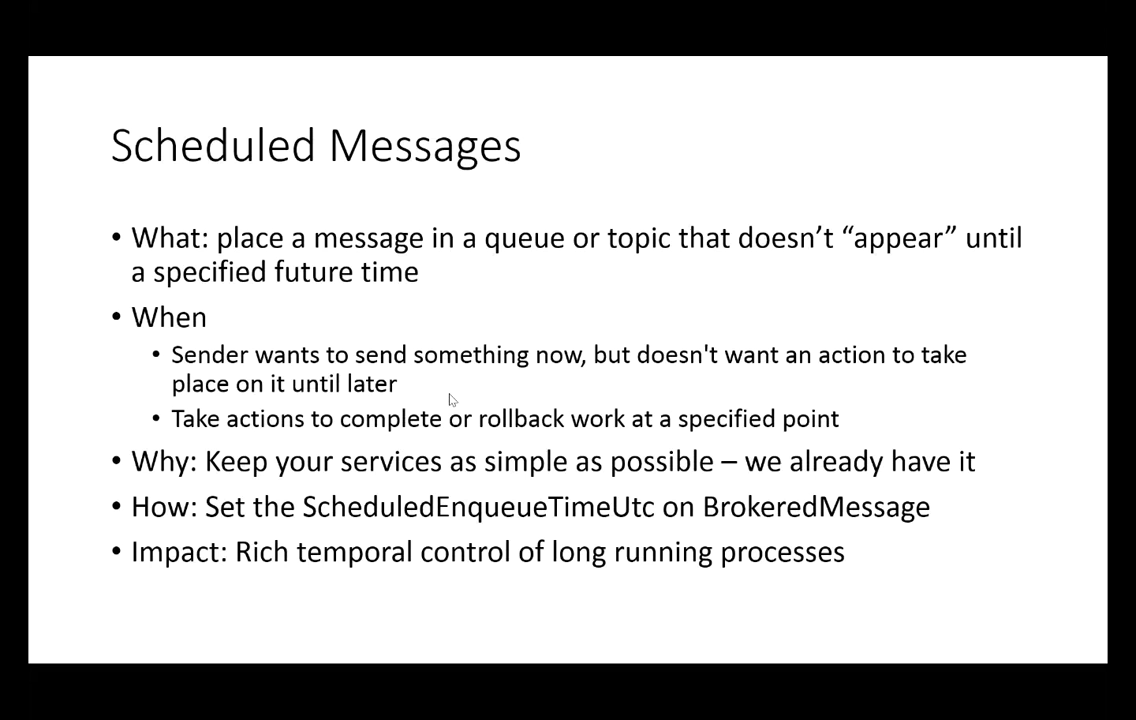 Scheduled Messages
• What: place a message in a queue or topic that doesn’t “appear” until
a specified future time
• When
• Sender wants to send something now, but doesn't want an action to take
place on it until later
• Take actions to complete or rollback work at a specified point
• Why: Keep your services as simple as possible – we already have it
• How: Set the ScheduledEnqueueTimeUtc on BrokeredMessage
• Impact: Rich temporal control of long running processes